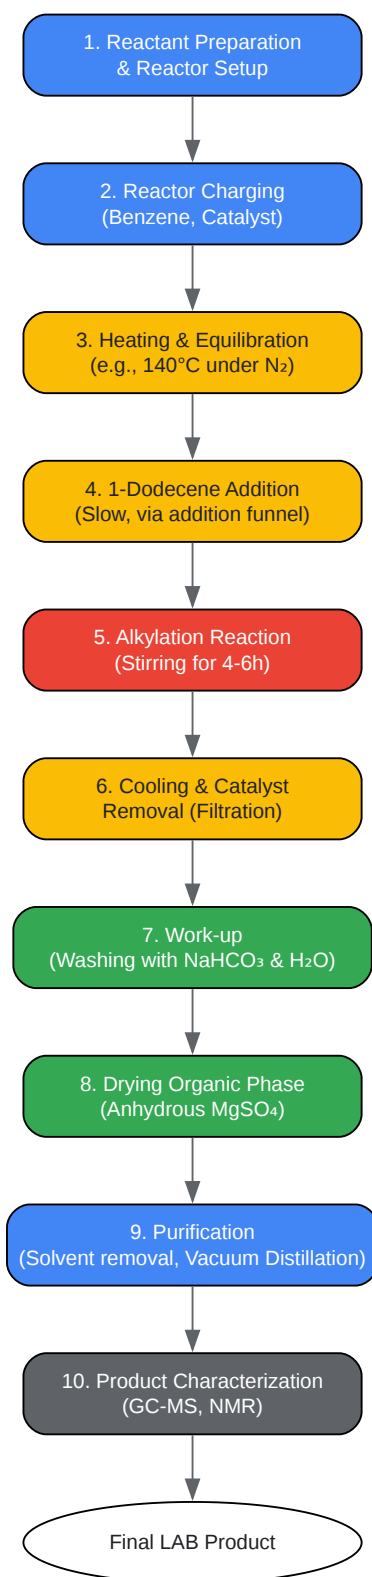 1. Reactant Preparation
& Reactor Setup
2. Reactor Charging
(Benzene, Catalyst)
3. Heating & Equilibration
(e.g., 140°C under N₂)
4. 1-Dodecene Addition
(Slow, via addition funnel)
5. Alkylation Reaction
(Stirring for 4-6h)
6. Cooling & Catalyst
Removal (Filtration)
7. Work-up
(Washing with NaHCO₃ & H₂O)
8. Drying Organic Phase
(Anhydrous MgSO₄)
9. Purification
(Solvent removal, Vacuum Distillation)
10. Product Characterization
(GC-MS, NMR)
Final LAB Product